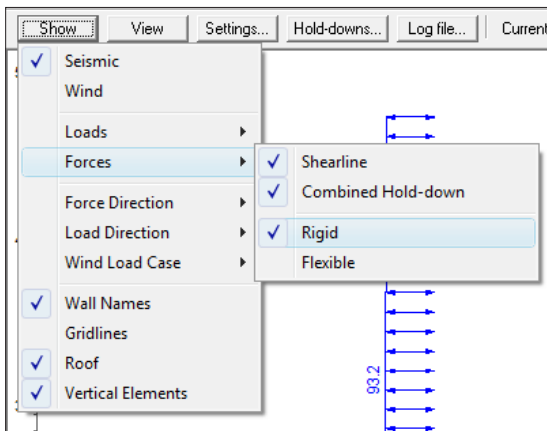 Show View Settings... Hold-downs... Log file... Current
Seismic
Wind
Loads
Forces
Shearline
Combined Hold-down
Force Direction
Rigid
Load Direction
Flexible
Wind Load Case
Wall Names
Gridlines
Roof
Vertical Elements
93.2